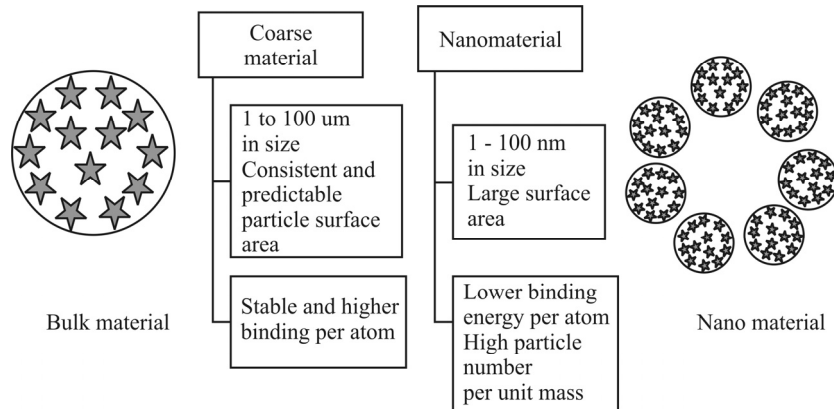 Coarse
material
Nanomaterial
1 to 100 um
in size
Consistent and
predictable
particle surface
area
1 - 100 nm
in size
Large surface
area
Stable and higher
binding per atom
Lower binding
energy per atom
High particle
number
per unit mass
Bulk material
Nano material